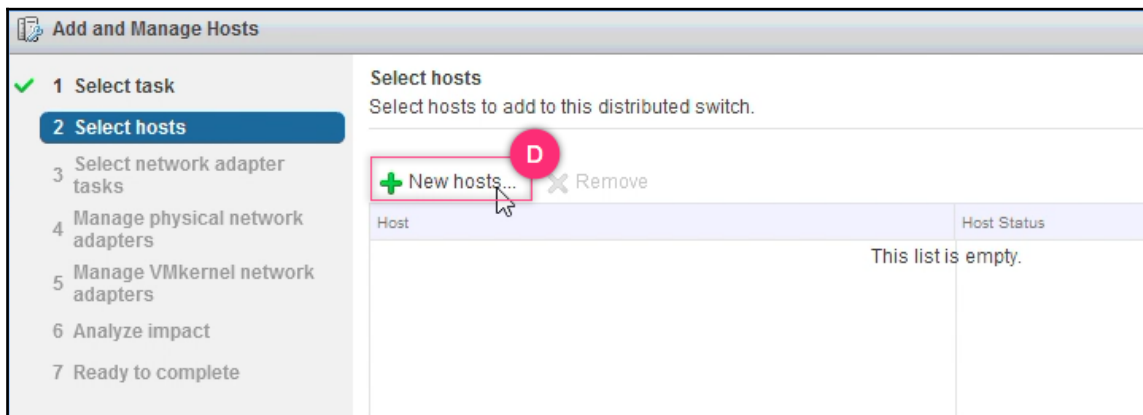 Add and Manage Hosts
1 Select task
2 Select hosts
3 Select network adapter
tasks
4 Manage physical network
adapters
5 Manage VMkernel network
adapters
6 Analyze impact
7 Ready to complete
Select hosts
Select hosts to add to this distributed switch.
D
New hosts... Remove
Host Host Status
This list is empty.